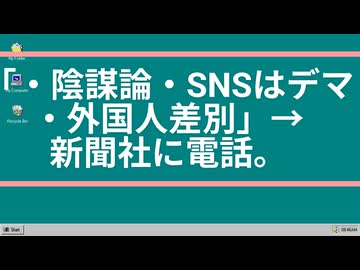 My Folder
「・陰謀論・SNSはデマ
My Computer
・外国人差別」→
Recycle Bin
新聞社に電話。
Start
08:45AM